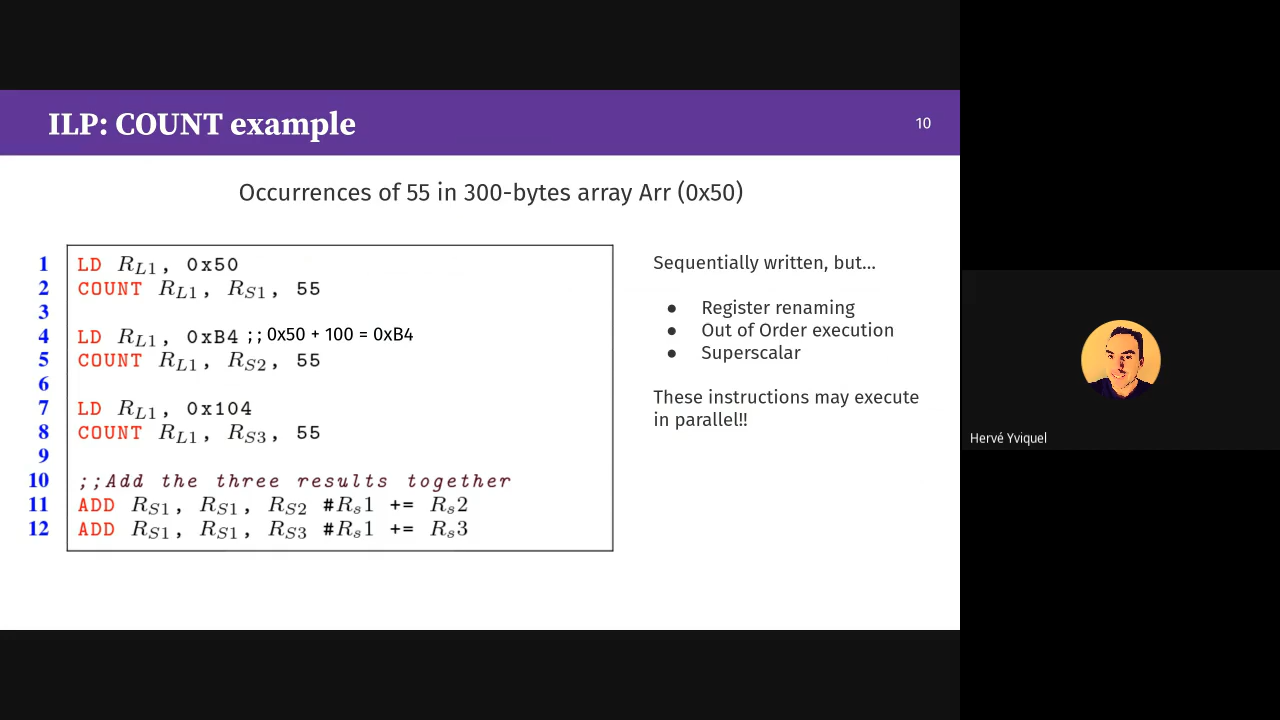 ILP: COUNT example
10
Occurrences of 55 in 300-bytes array Arr (0x50)
1 LD R_L1, 0x50
2 COUNT R_L1, R_S1, 55
3
4 LD R_L1, 0xB4 ;; 0x50 + 100 = 0xB4
5 COUNT R_L1, R_S2, 55
6
7 LD R_L1, 0x104
8 COUNT R_L1, R_S3, 55
9
10 ;;Add the three results together
11 ADD R_S1, R_S1, R_S2 #R_s1 += R_s2
12 ADD R_S1, R_S1, R_S3 #R_s1 += R_s3
Sequentially written, but...
● Register renaming
● Out of Order execution
● Superscalar
These instructions may execute
in parallel!!
Hervé Yviquel